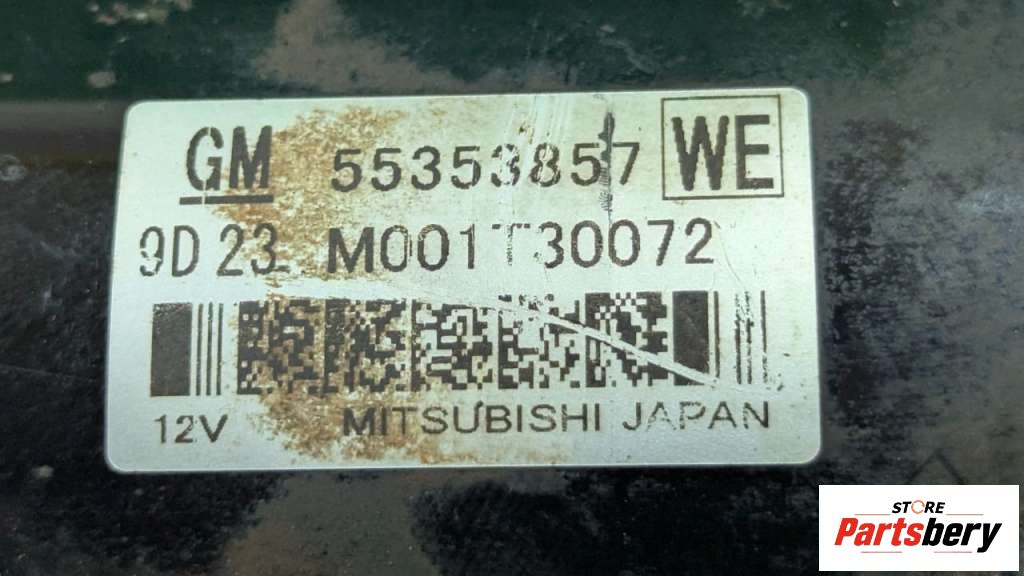 GM 55353857 WE
9D 23 M001T30072
12V MITSUBISHI JAPAN
STORE
Partsbery